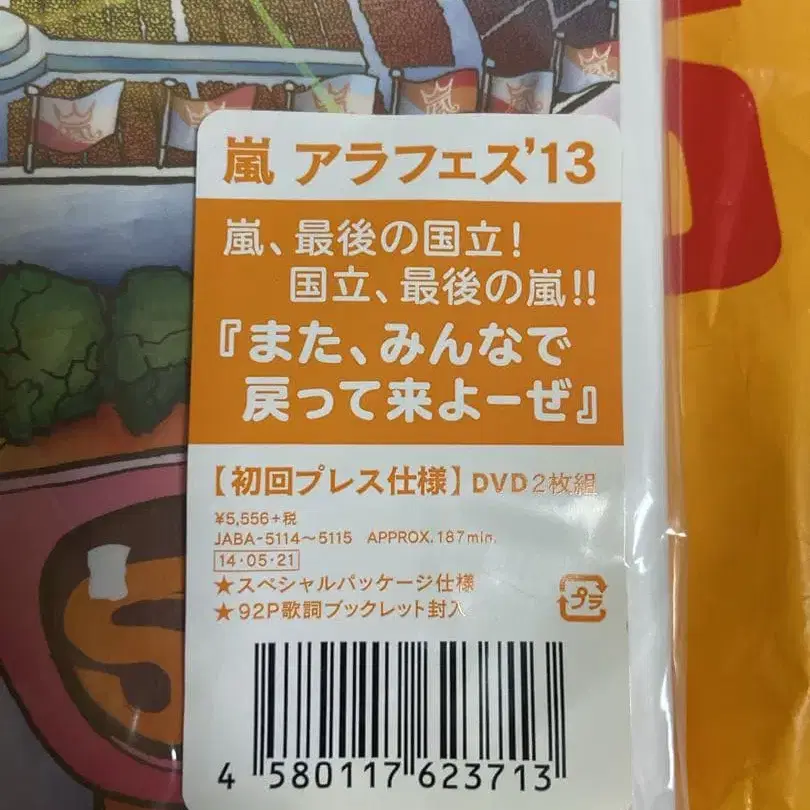 嵐 アラフェス'13
嵐、最後の国立!
国立、最後の嵐!!
『また、みんなで
戻って来よーぜ』
【初回プレス仕様】DVD2枚組
¥5,556+税
JABA-5114〜5115 APPROX.187min.
14・05・21
★スペシャルパッケージ仕様
★92P歌詞ブックレット封入
プラ
4 580117 623713